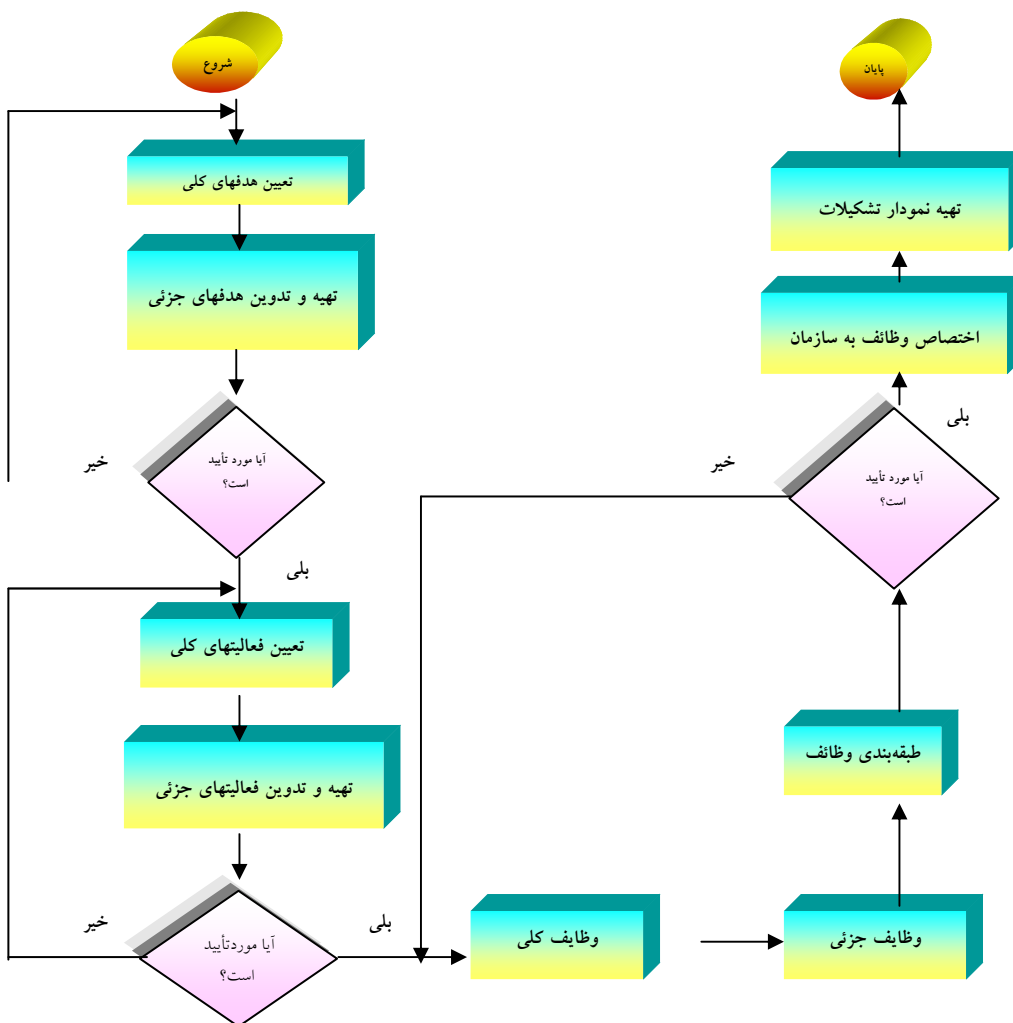 شروع
تعیین هدفهای کلی
تهیه و تدوین هدفهای جزئی
آیا مورد تأیید
است؟
خیر
بلی
تعیین فعالیتهای کلی
تهیه و تدوین فعالیتهای جزئی
آیا موردتأیید
است؟
خیر
بلی
وظایف کلی
وظایف جزئی
طبقه‌بندی وظائف
آیا مورد تأیید
است؟
خیر
بلی
اختصاص وظائف به سازمان
تهیه نمودار تشکیلات
پایان